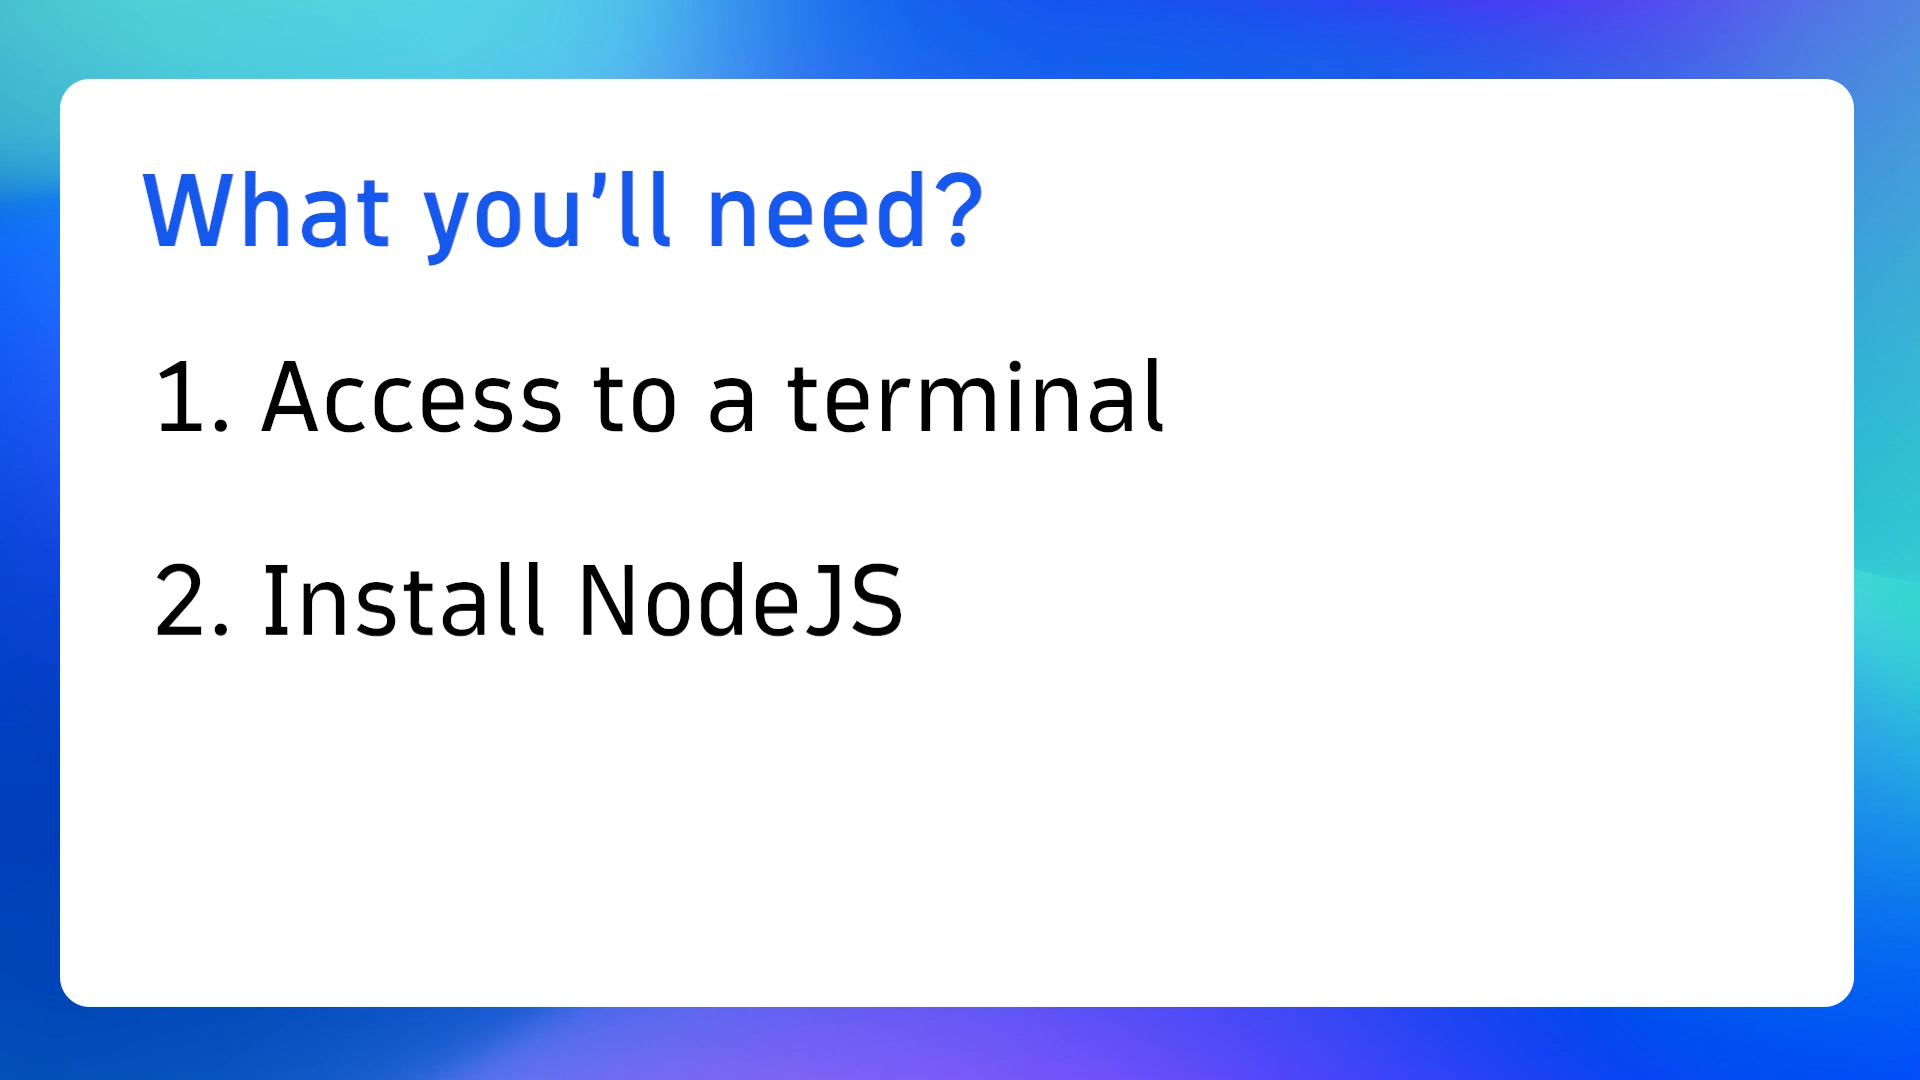 What you’ll need?
1. Access to a terminal
2. Install NodeJS